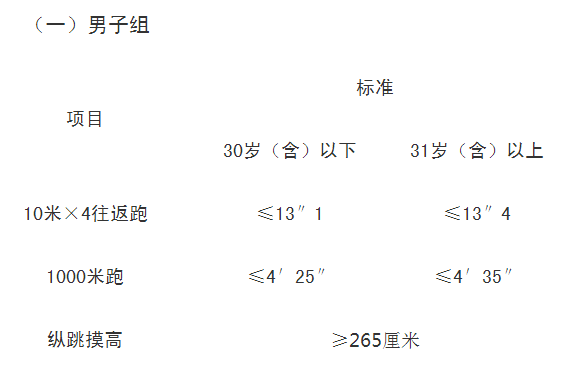 （一）男子组
标准
项目
30岁（含）以下 31岁（含）以上
10米×4往返跑 ≤13″1 ≤13″4
1000米跑 ≤4′25″ ≤4′35″
纵跳摸高 ≥265厘米